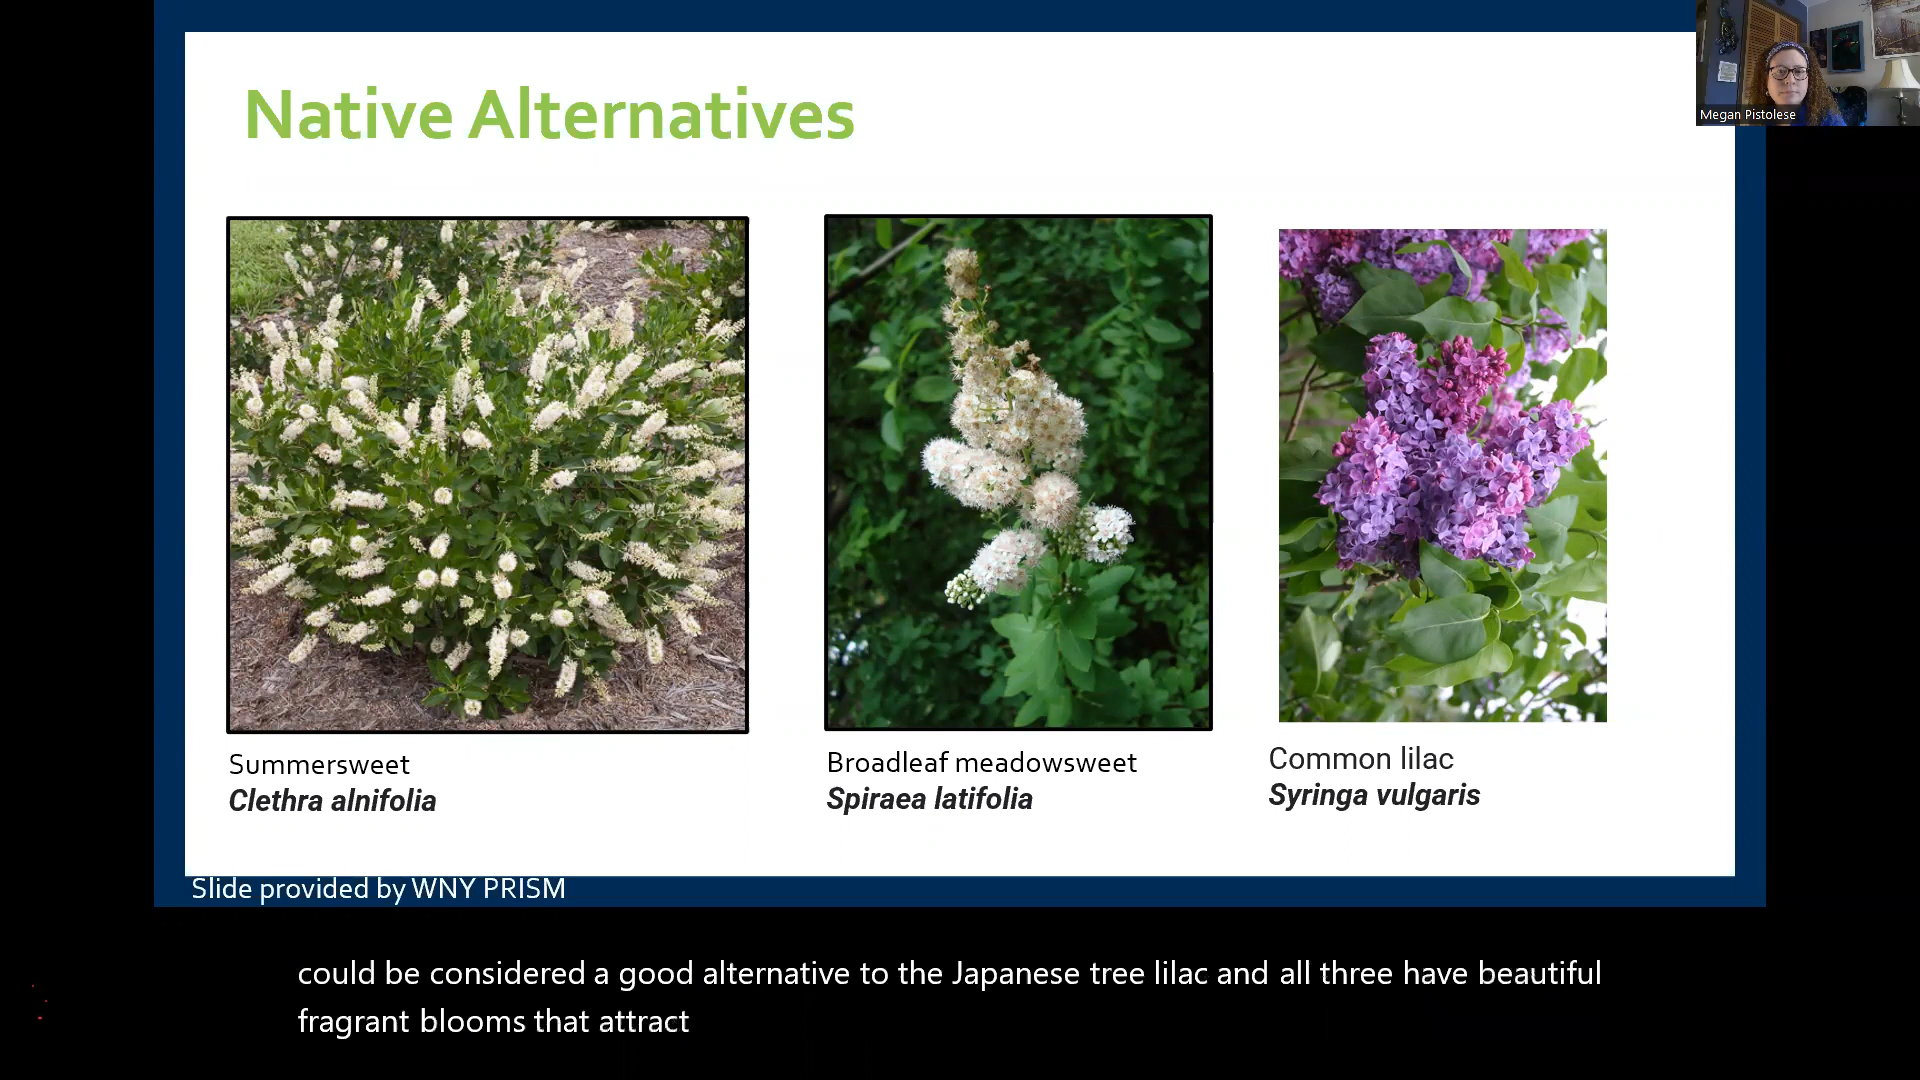 Native Alternatives
Megan Pistolese
Summersweet
Clethra alnifolia
Broadleaf meadowsweet
Spiraea latifolia
Common lilac
Syringa vulgaris
Slide provided by WNY PRISM
could be considered a good alternative to the Japanese tree lilac and all three have beautiful
fragrant blooms that attract